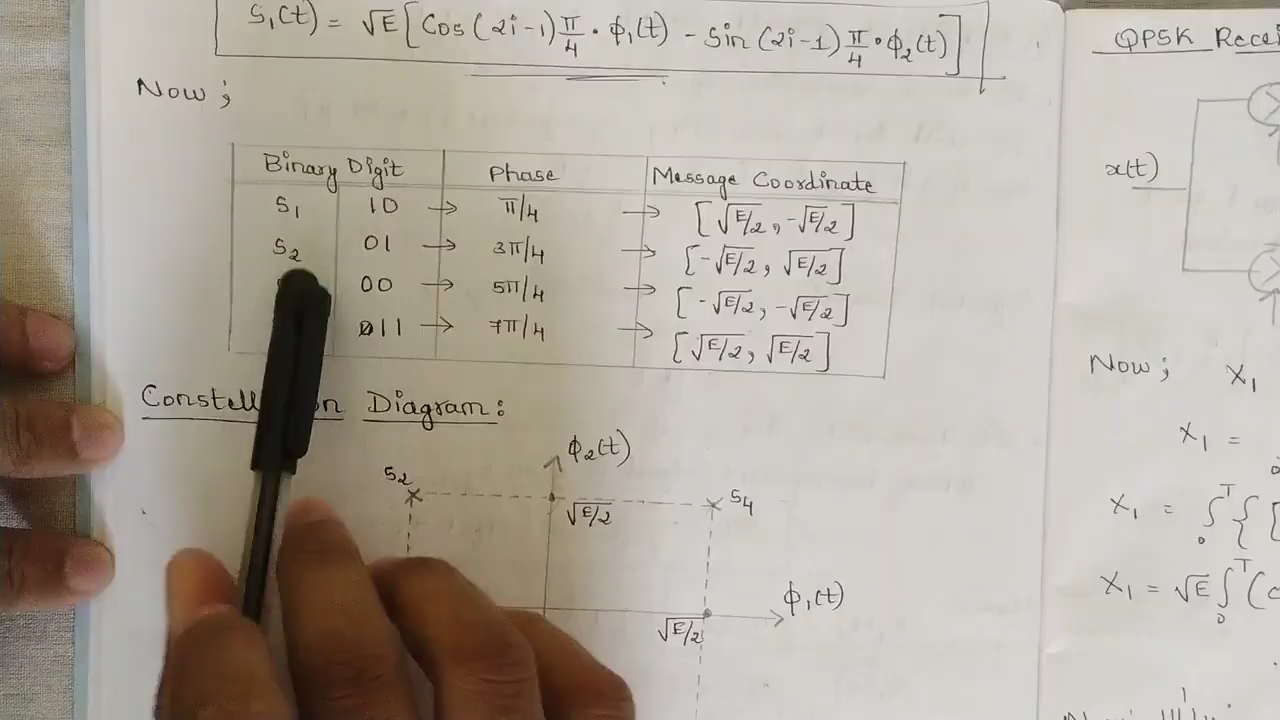 S₁(t) = √E [Cos (2i-1) π/4 · ϕ₁(t) - Sin (2i-1) π/4 · ϕ₂(t)]
Now ;
Binary Digit Phase Message Coordinate
S₁ 10 → π/4 → [√E/2, -√E/2]
S₂ 01 → 3π/4 → [-√E/2, √E/2]
00 → 5π/4 → [-√E/2, -√E/2]
11 → 7π/4 → [√E/2, √E/2]
Diagram:
ϕ₂(t)
S₂ S₄
√E/2
ϕ₁(t)
√E/2
QPSK
x(t)
Now ; X₁
X₁ =
X₁ = ∫₀ᵀ { [
X₁ = √E ∫₀ᵀ (